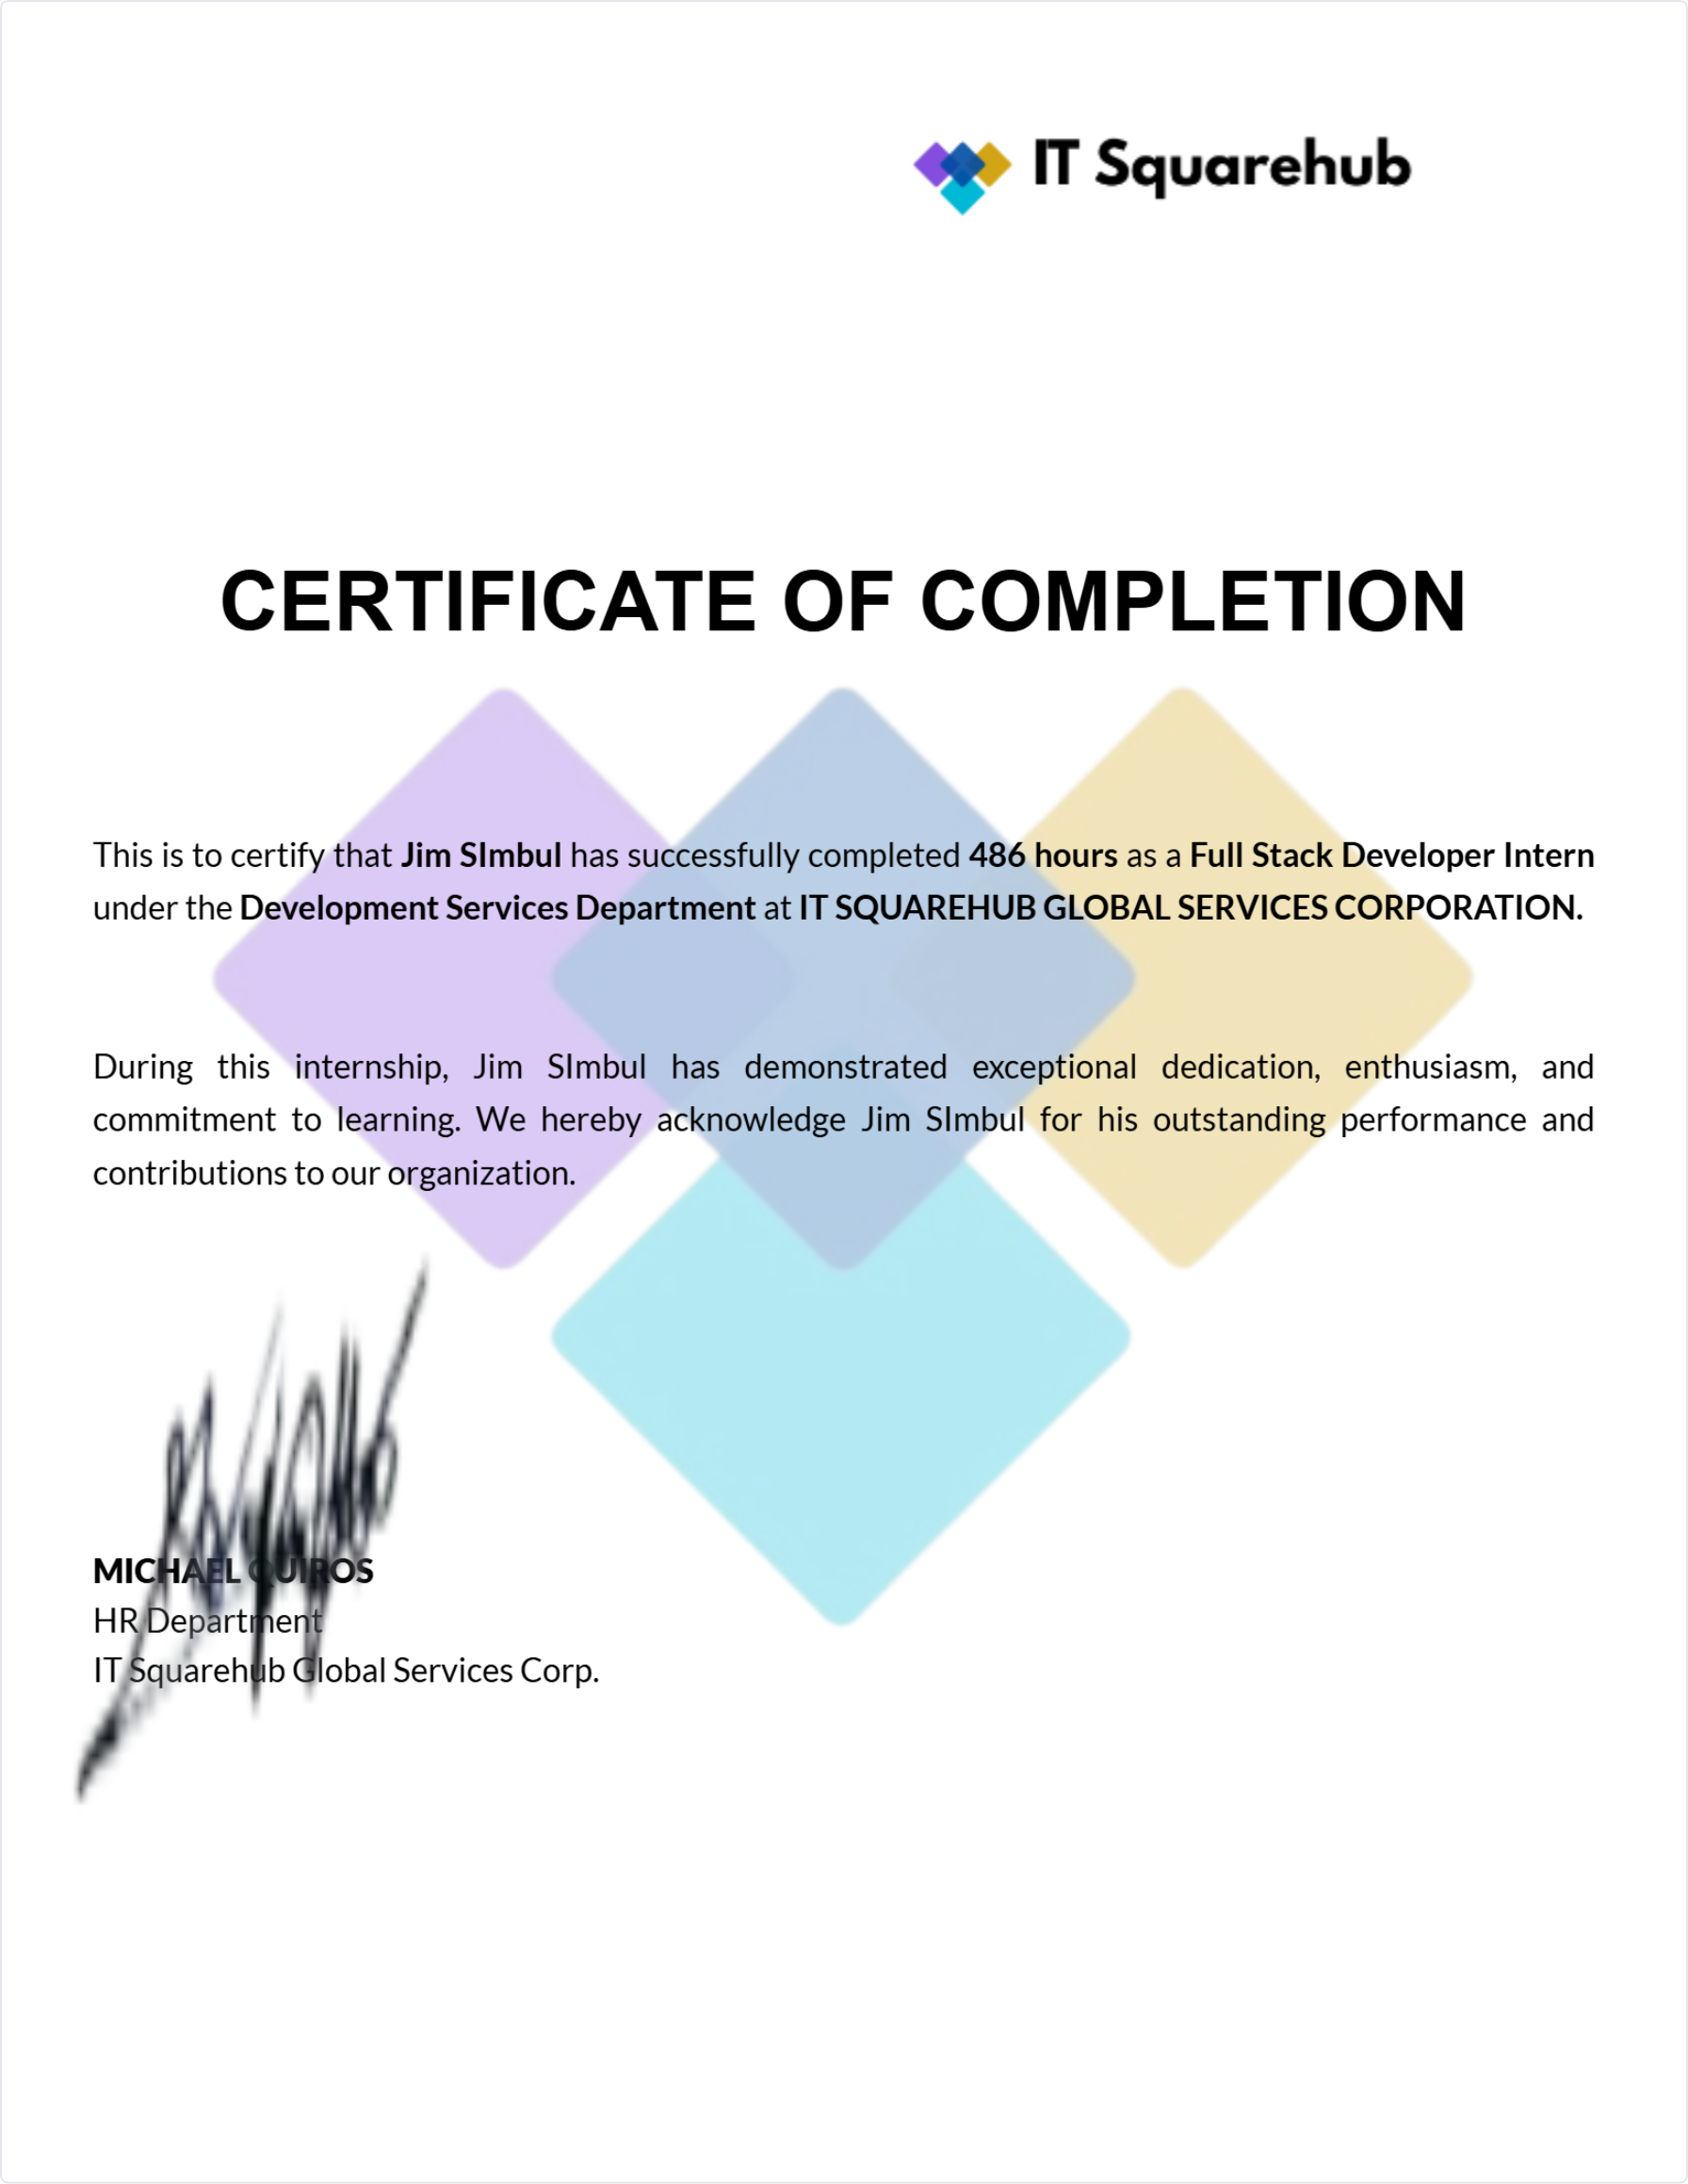 IT Squarehub
CERTIFICATE OF COMPLETION
This is to certify that Jim SImbul has successfully completed 486 hours as a Full Stack Developer Intern
under the Development Services Department at IT SQUAREHUB GLOBAL SERVICES CORPORATION.
During this internship, Jim SImbul has demonstrated exceptional dedication, enthusiasm, and
commitment to learning. We hereby acknowledge Jim SImbul for his outstanding performance and
contributions to our organization.
MICHAEL QUIROS
HR Department
IT Squarehub Global Services Corp.